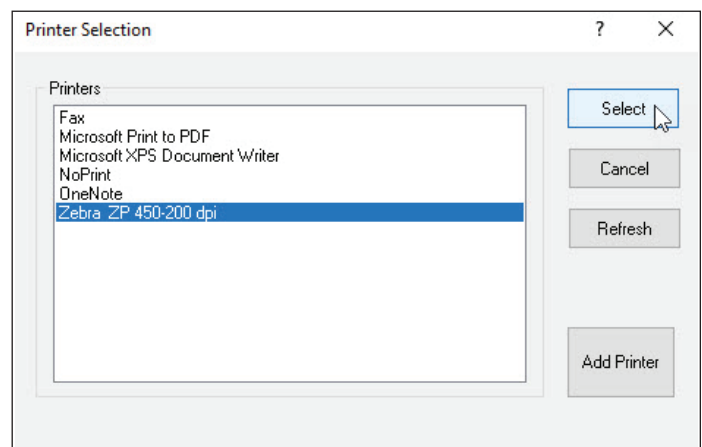 Printer Selection
?
Printers
Fax
Microsoft Print to PDF
Microsoft XPS Document Writer
NoPrint
OneNote
Zebra ZP 450-200 dpi
Select
Cancel
Refresh
Add Printer